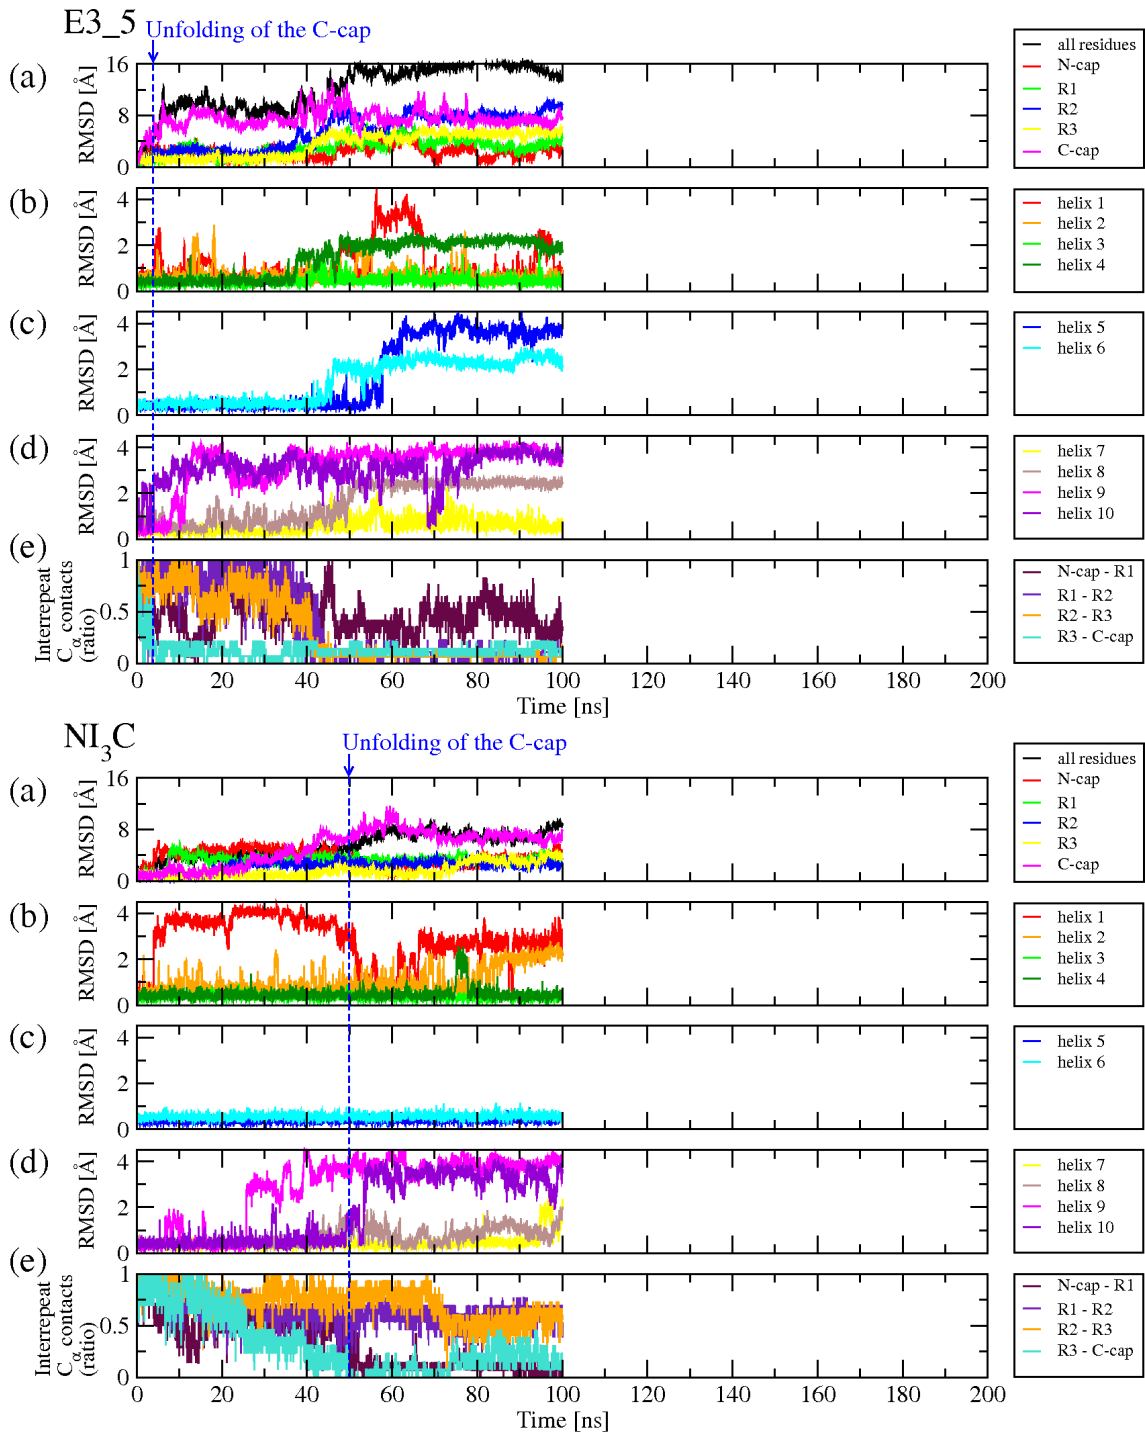 E3_5
Unfolding of the C-cap
(a)
RMSD [Å]
16
8
0
all residues
N-cap
R1
R2
R3
C-cap
(b)
RMSD [Å]
4
2
0
helix 1
helix 2
helix 3
helix 4
(c)
RMSD [Å]
4
2
0
helix 5
helix 6
(d)
RMSD [Å]
4
2
0
helix 7
helix 8
helix 9
helix 10
(e)
Interrepeat
Cα contacts
(ratio)
1
0.5
0
N-cap - R1
R1 - R2
R2 - R3
R3 - C-cap
0 20 40 60 80 100 120 140 160 180 200
Time [ns]
NI₃C
Unfolding of the C-cap
(a)
RMSD [Å]
16
8
0
all residues
N-cap
R1
R2
R3
C-cap
(b)
RMSD [Å]
4
2
0
helix 1
helix 2
helix 3
helix 4
(c)
RMSD [Å]
4
2
0
helix 5
helix 6
(d)
RMSD [Å]
4
2
0
helix 7
helix 8
helix 9
helix 10
(e)
Interrepeat
Cα contacts
(ratio)
1
0.5
0
N-cap - R1
R1 - R2
R2 - R3
R3 - C-cap
0 20 40 60 80 100 120 140 160 180 200
Time [ns]